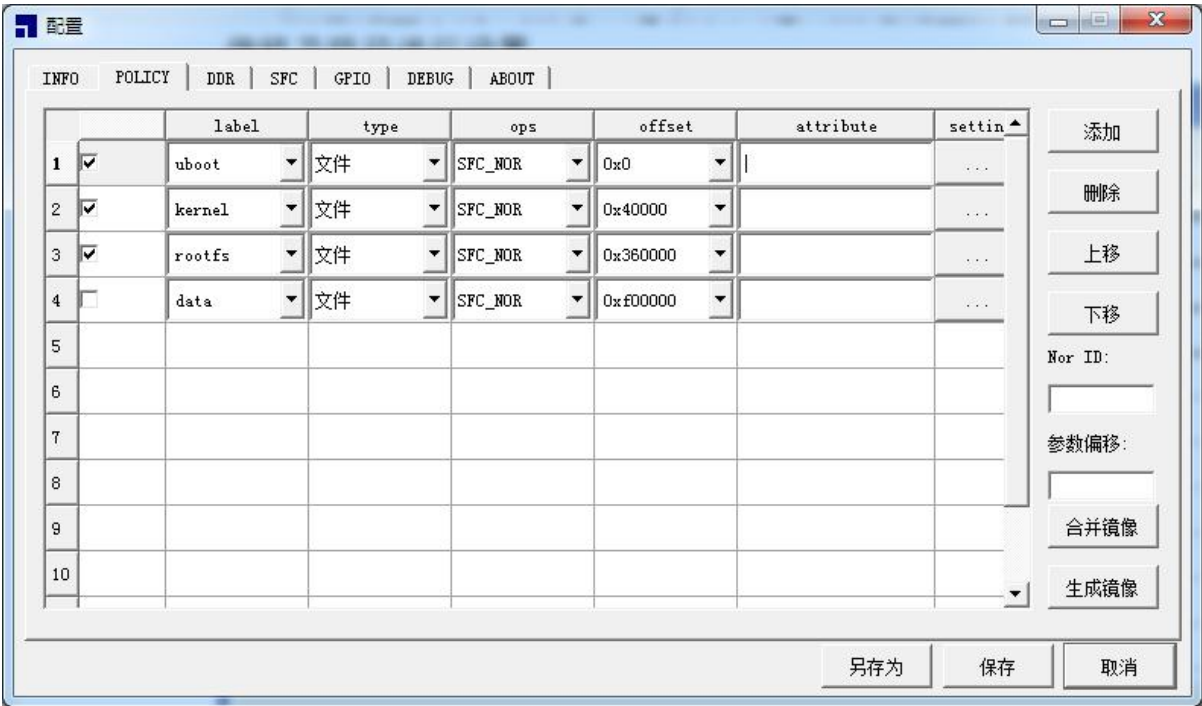 配置
INFO POLICY DDR SFC GPIO DEBUG ABOUT
label type ops offset attribute settin
1 uboot 文件 SFC_NOR 0x0 ...
2 kernel 文件 SFC_NOR 0x40000 ...
3 rootfs 文件 SFC_NOR 0x360000 ...
4 data 文件 SFC_NOR 0xf00000 ...
5
6
7
8
9
10
添加
删除
上移
下移
Nor ID:
参数偏移:
合并镜像
生成镜像
另存为 保存 取消